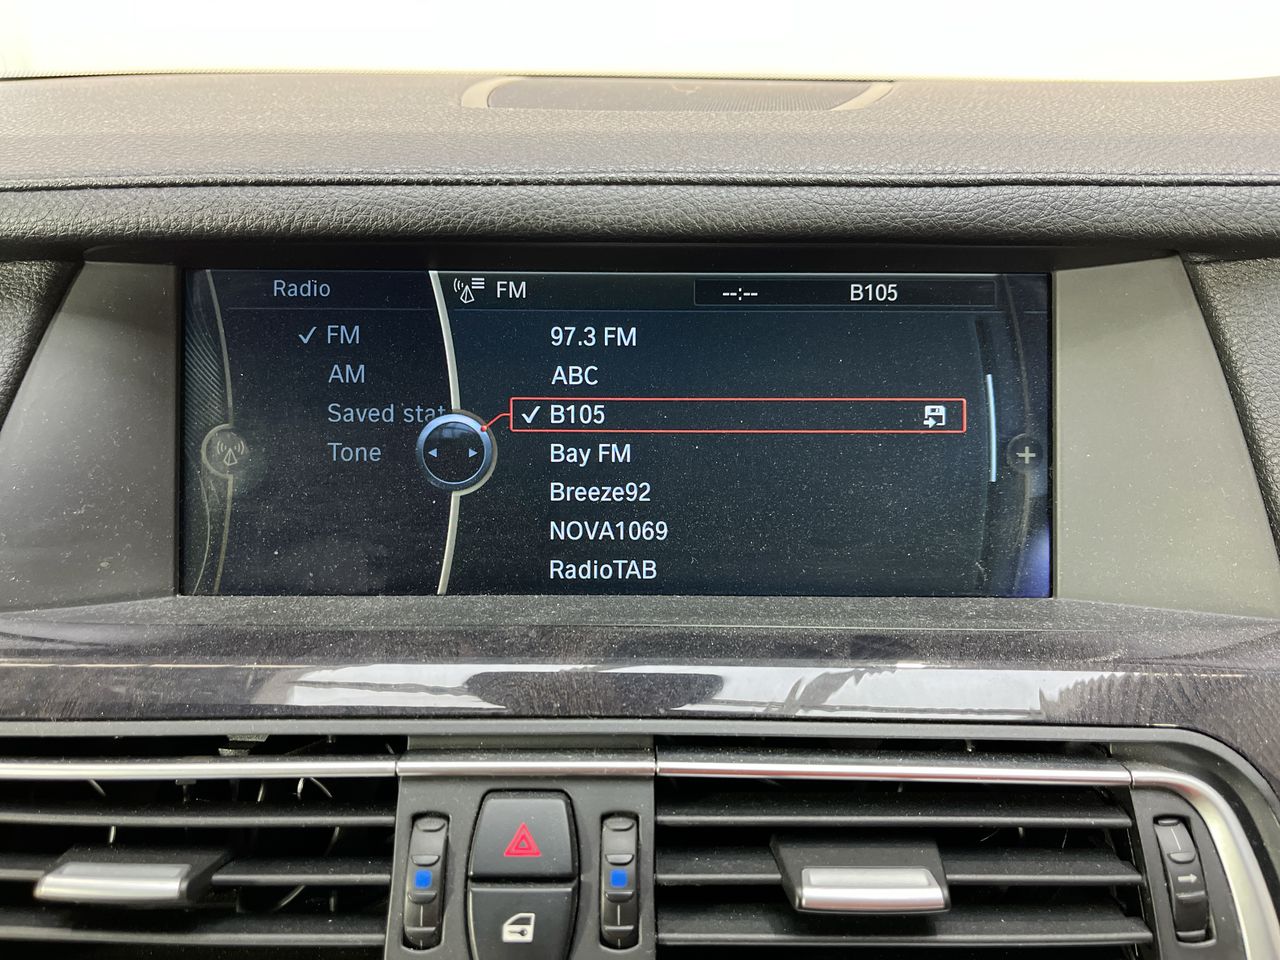 Radio
FM
AM
Saved stat
Tone
FM
--:--
B105
97.3 FM
ABC
B105
Bay FM
Breeze92
NOVA1069
RadioTAB